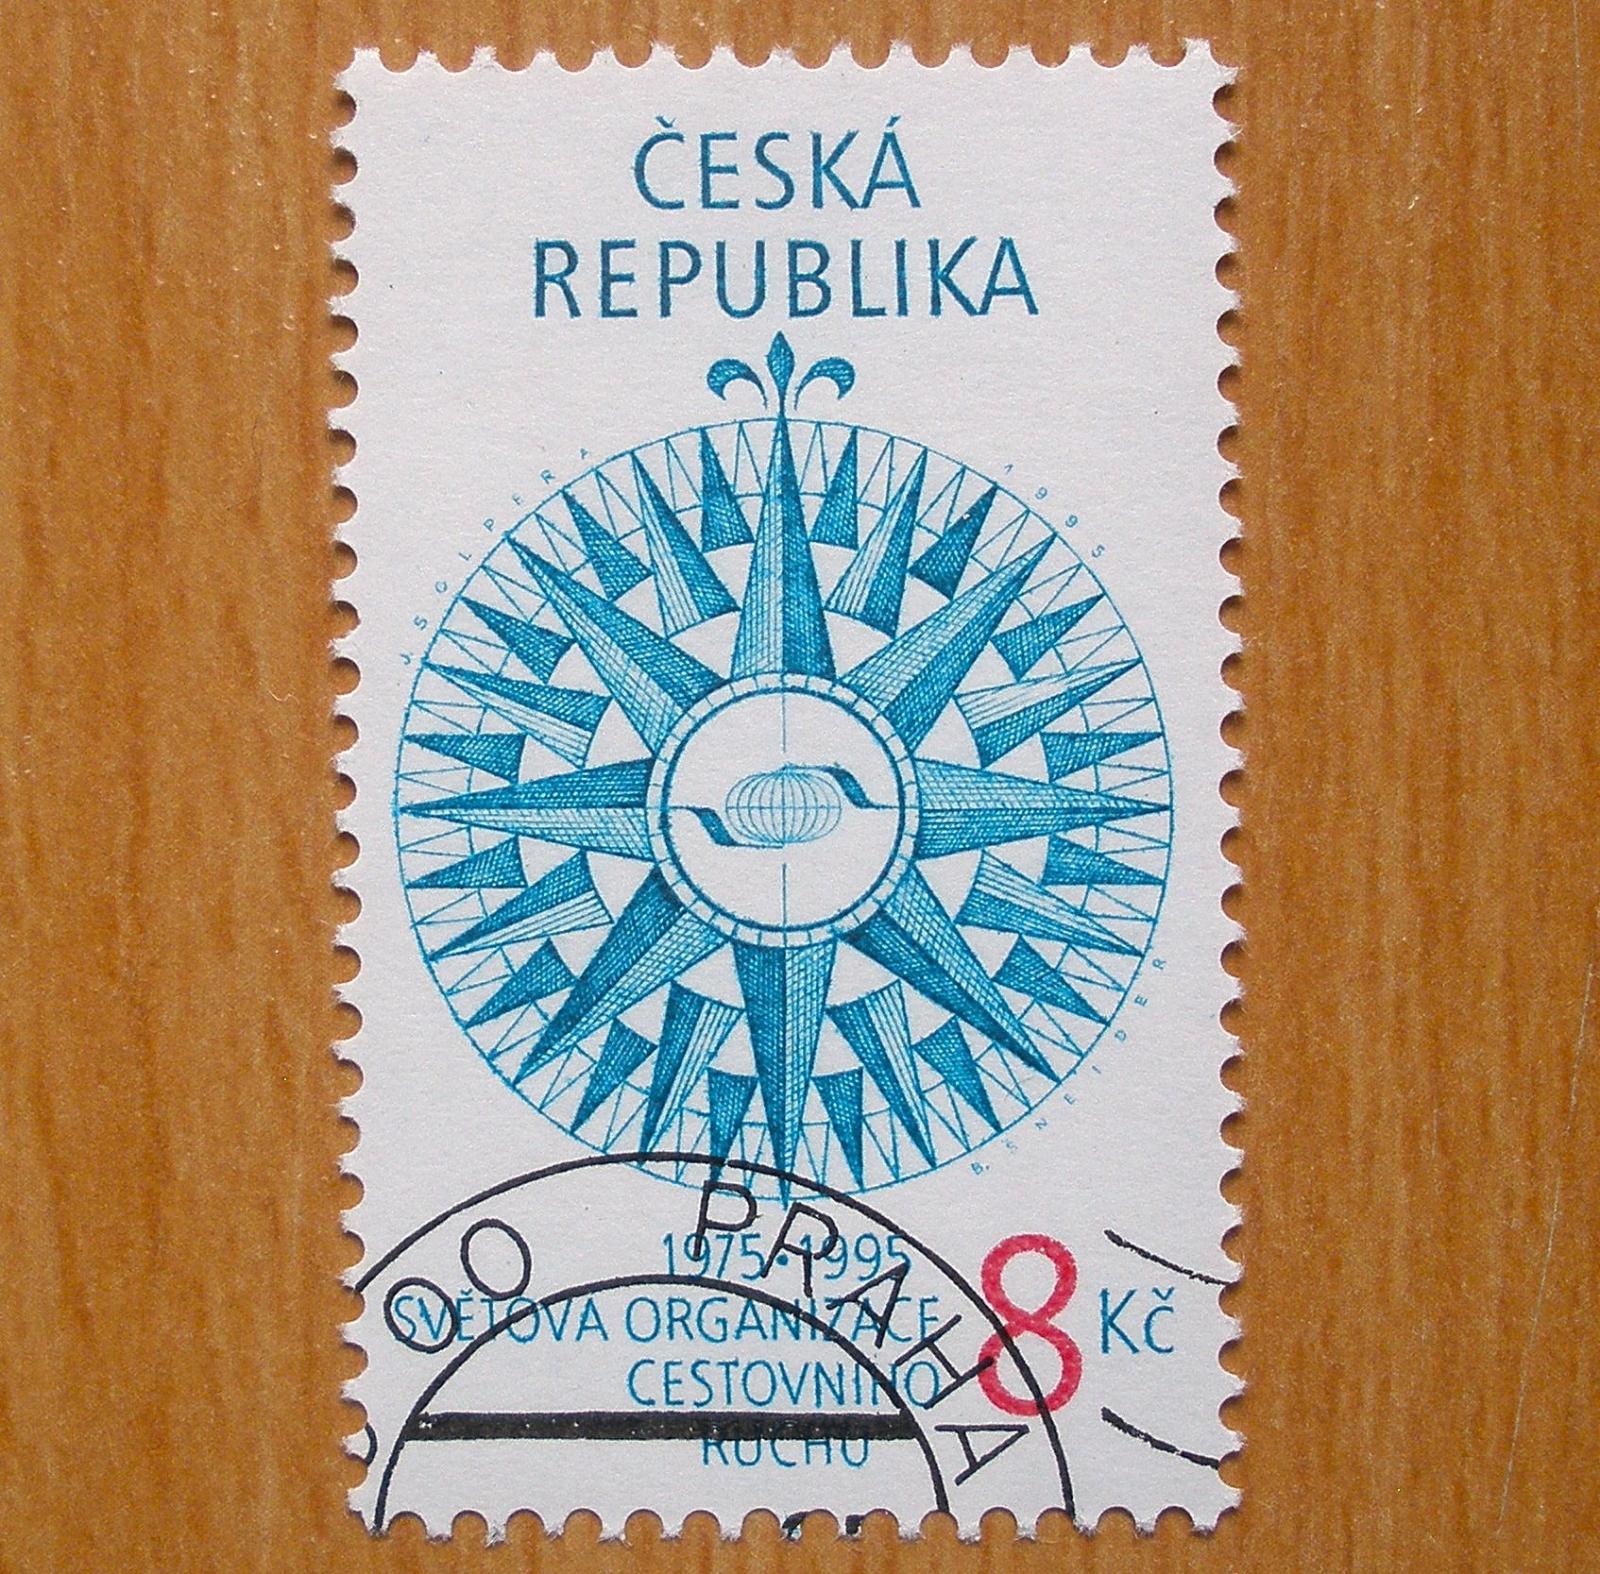 ČESKÁ
REPUBLIKA
J. SOLPERA
1995
B. ŠNEIDER
1975·1995
SVĚTOVÁ ORGANIZACE
CESTOVNÍHO
RUCHU
8 Kč
PRAHA